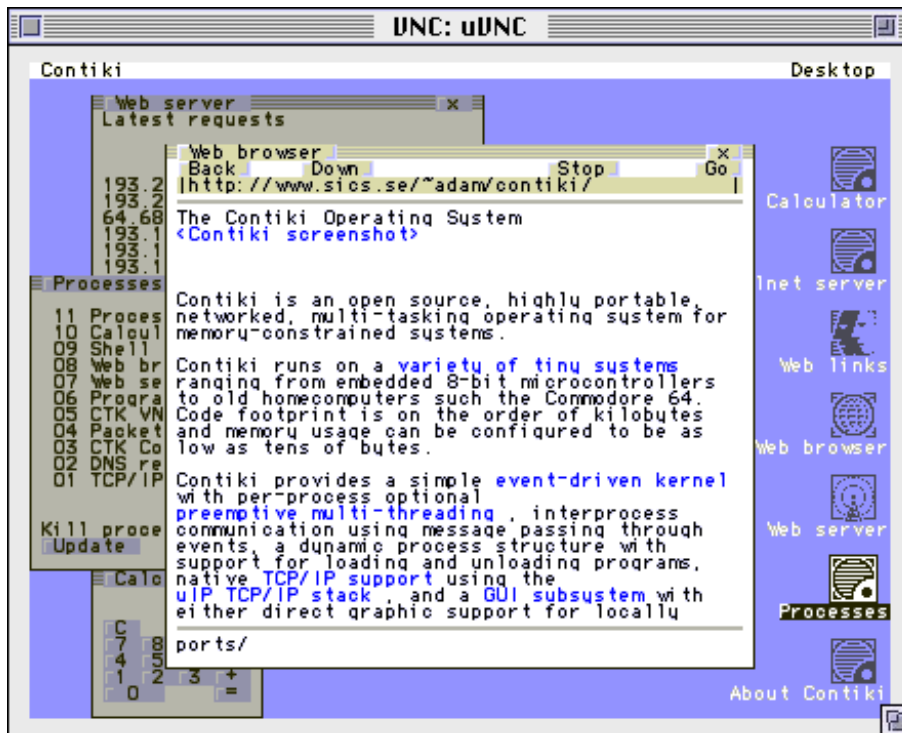 VNC: uVNC
Contiki
Desktop
Web server x
Latest requests
193.2
193.2
64.68
193.1
193.1
193.1
Processes
11 Proces
10 Calcul
09 Shell
08 Web br
07 Web se
06 Progra
05 CTK VN
04 Packet
03 CTK Co
02 DNS re
01 TCP/IP
Kill proce
Update
Calc
C
7 8
4 5
1 2 3 +
0 =
Web browser x
Back Down Stop Go
http://www.sics.se/~adam/contiki/
The Contiki Operating System
<Contiki screenshot>
Contiki is an open source, highly portable,
networked, multi-tasking operating system for
memory-constrained systems.
Contiki runs on a variety of tiny systems
ranging from embedded 8-bit microcontrollers
to old homecomputers such the Commodore 64.
Code footprint is on the order of kilobytes
and memory usage can be configured to be as
low as tens of bytes.
Contiki provides a simple event-driven kernel
with per-process optional
preemptive multi-threading , interprocess
communication using message passing through
events, a dynamic process structure with
support for loading and unloading programs,
native TCP/IP support using the
uIP TCP/IP stack , and a GUI subsystem with
either direct graphic support for locally
ports/
Calculator
lnet server
Web links
Web browser
Web server
Processes
About Contiki